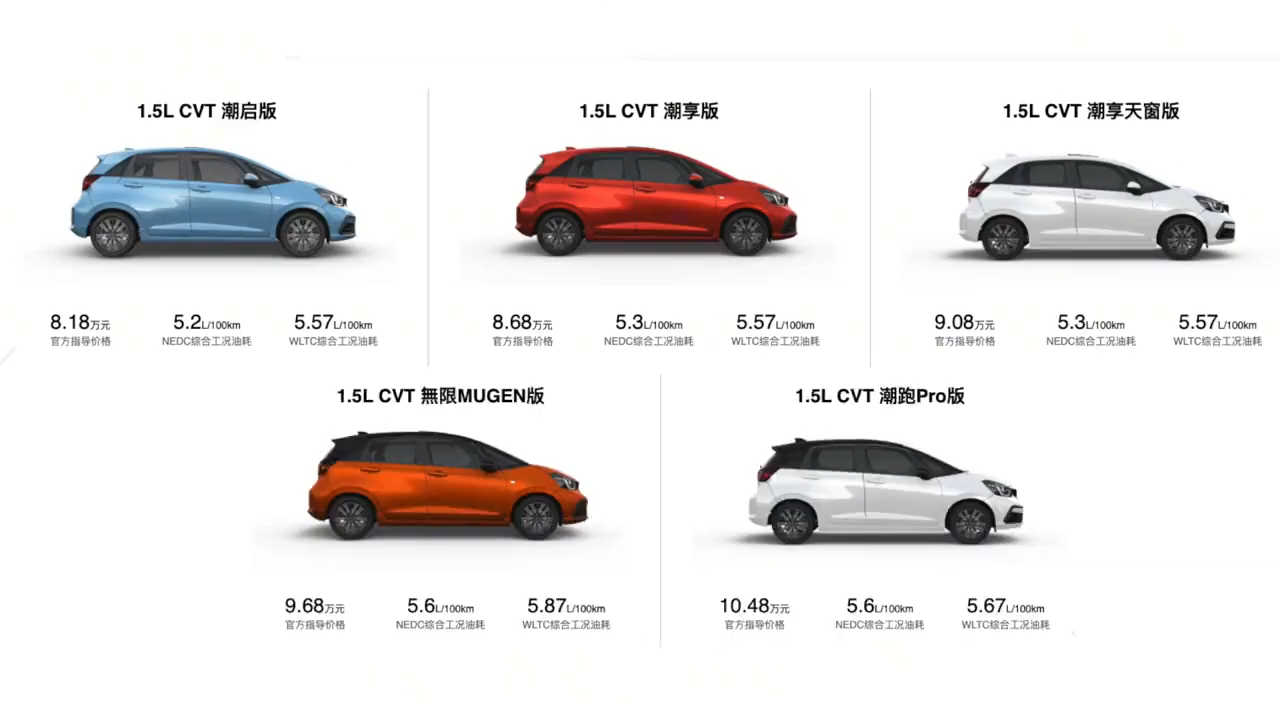 1.5L CVT 潮启版
1.5L CVT 潮享版
1.5L CVT 潮享天窗版
8.18万元
5.2L/100km
5.57L/100km
官方指导价格
NEDC综合工况油耗
WLTC综合工况油耗
8.68万元
5.3L/100km
5.57L/100km
官方指导价格
NEDC综合工况油耗
WLTC综合工况油耗
9.08万元
5.3L/100km
5.57L/100km
官方指导价格
NEDC综合工况油耗
WLTC综合工况油耗
1.5L CVT 無限MUGEN版
1.5L CVT 潮跑Pro版
9.68万元
5.6L/100km
5.87L/100km
官方指导价格
NEDC综合工况油耗
WLTC综合工况油耗
10.48万元
5.6L/100km
5.67L/100km
官方指导价格
NEDC综合工况油耗
WLTC综合工况油耗